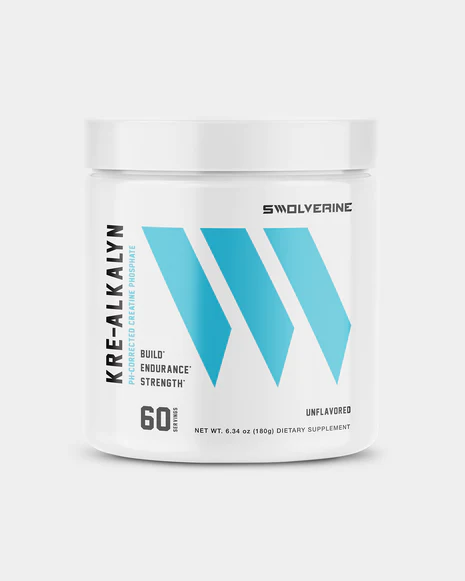 SWOLVERINE
KRE-ALKALYN
PH-CORRECTED CREATINE PHOSPHATE
BUILD*
ENDURANCE*
STRENGTH*
60 SERVINGS
UNFLAVORED
NET WT. 6.34 oz (180g) DIETARY SUPPLEMENT